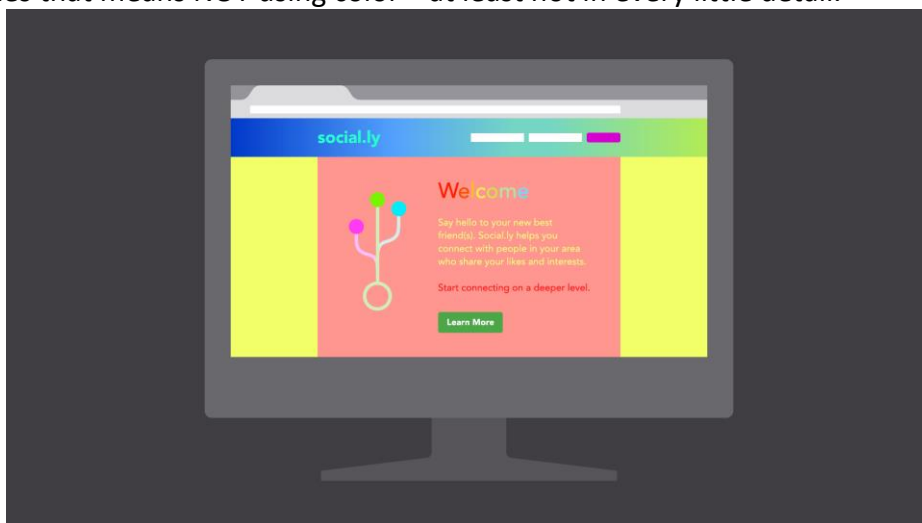 that means NOT using color—at least not in every little detail.
social.ly
Welcome
Say hello to your new best
friend(s). Social.ly helps you
connect with people in your area
who share your likes and interests.
Start connecting on a deeper level.
Learn More